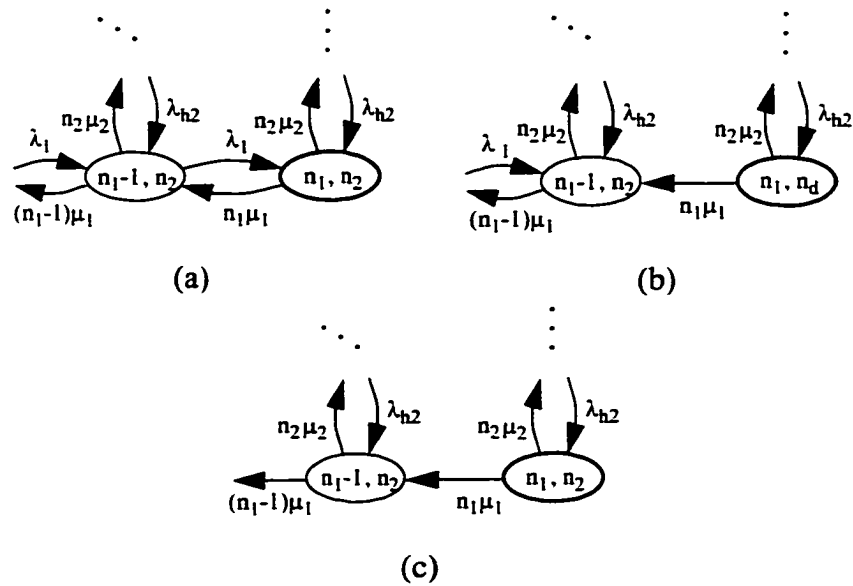 n₂μ₂ λh2 n₂μ₂ λh2
λ₁ λ₁
n₁-1, n₂ n₁, n₂
(n₁-1)μ₁ n₁μ₁
(a)
n₂μ₂ λh2 n₂μ₂ λh2
λ₁
n₁-1, n₂ n₁, n_d
(n₁-1)μ₁ n₁μ₁
(b)
n₂μ₂ λh2 n₂μ₂ λh2
n₁-1, n₂ n₁, n₂
(n₁-1)μ₁ n₁μ₁
(c)